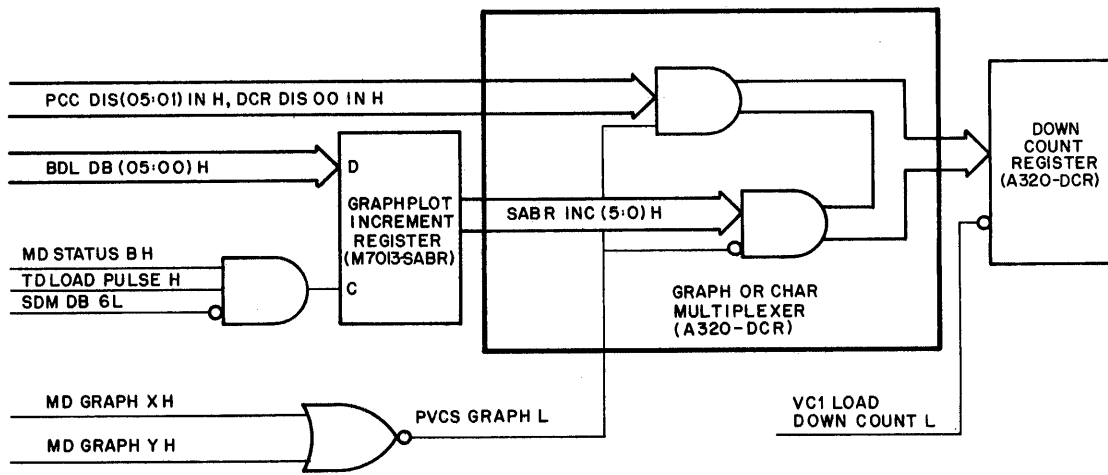 PCC DIS(05:01) IN H, DCR DIS 00 IN H
BDL DB (05:00) H
D
GRAPHPLOT
INCREMENT
REGISTER
(M7013-SABR)
C
MD STATUS B H
TD LOAD PULSE H
SDM DB 6L
SABR INC (5:0) H
GRAPH OR CHAR
MULTIPLEXER
(A320-DCR)
DOWN
COUNT
REGISTER
(A320-DCR)
MD GRAPH X H
MD GRAPH Y H
PVCS GRAPH L
VC1 LOAD
DOWN COUNT L